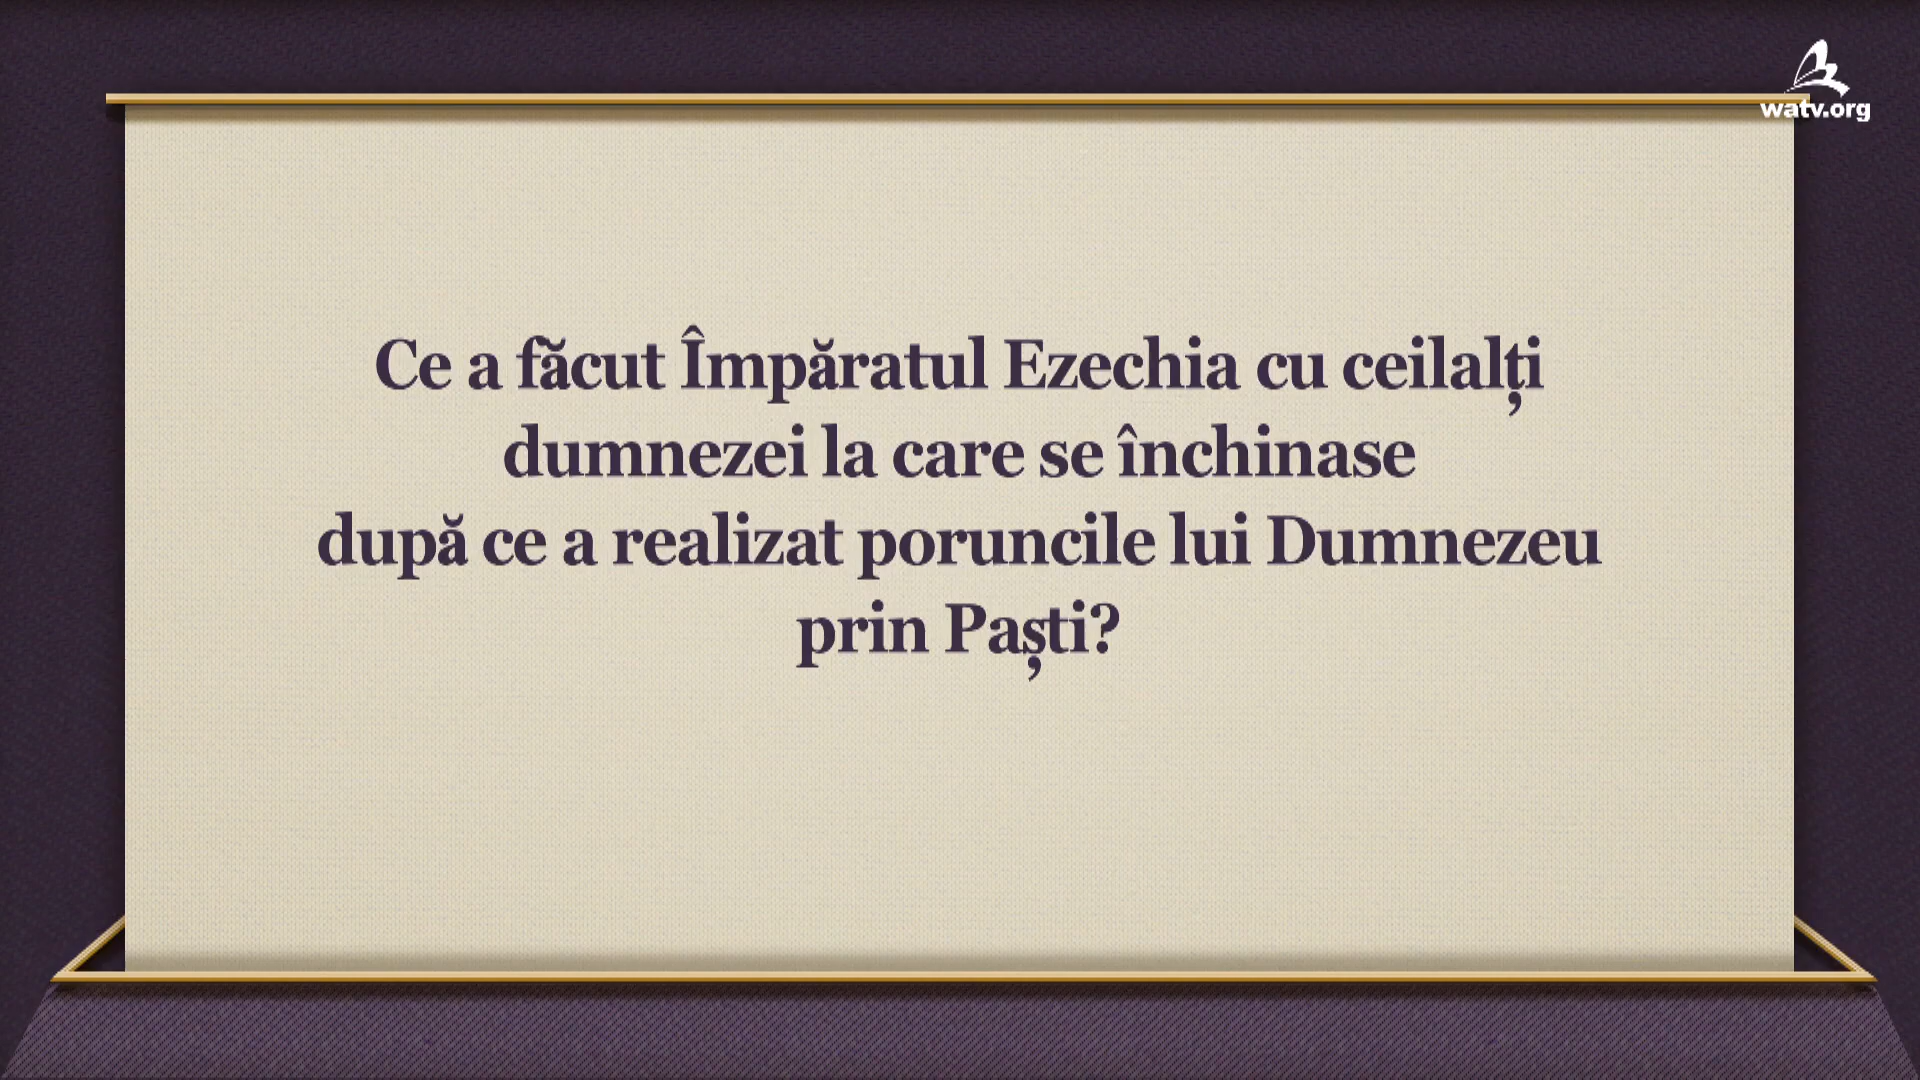 watv.org
Ce a făcut Împăratul Ezechia cu ceilalți
dumnezei la care se închinase
după ce a realizat poruncile lui Dumnezeu
prin Paști?